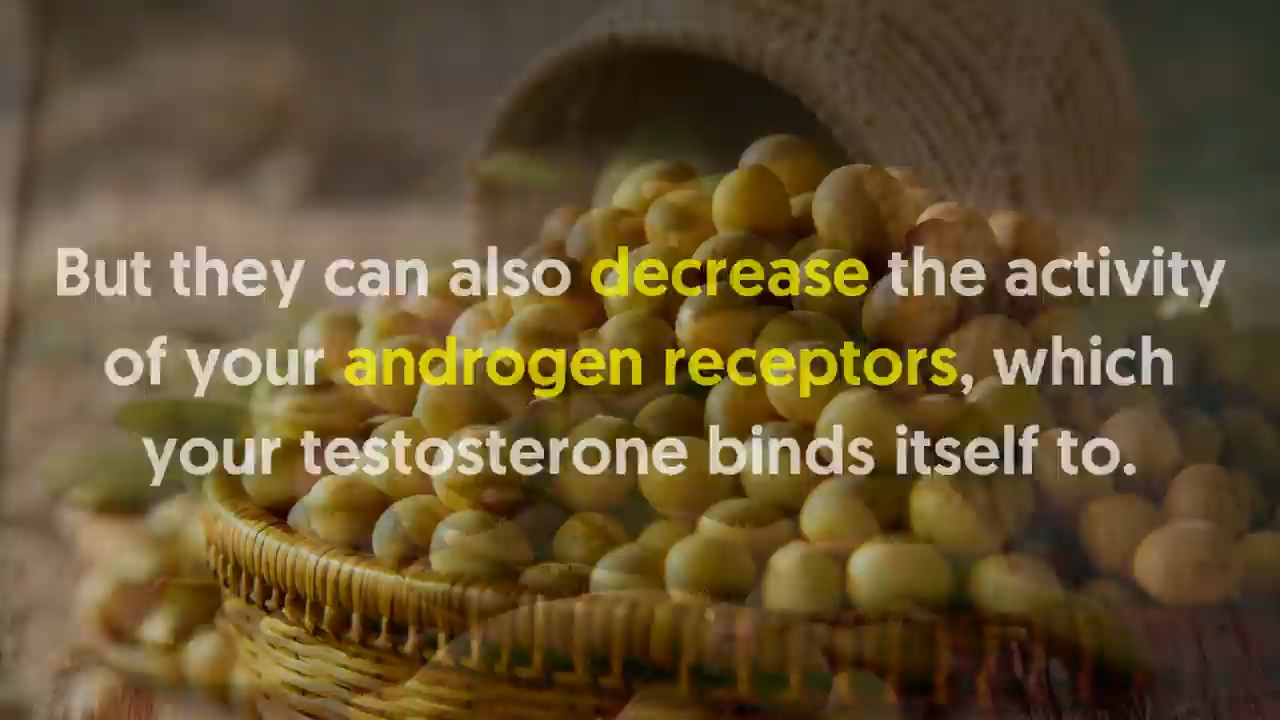 But they can also decrease the activity
of your androgen receptors, which
your testosterone binds itself to.